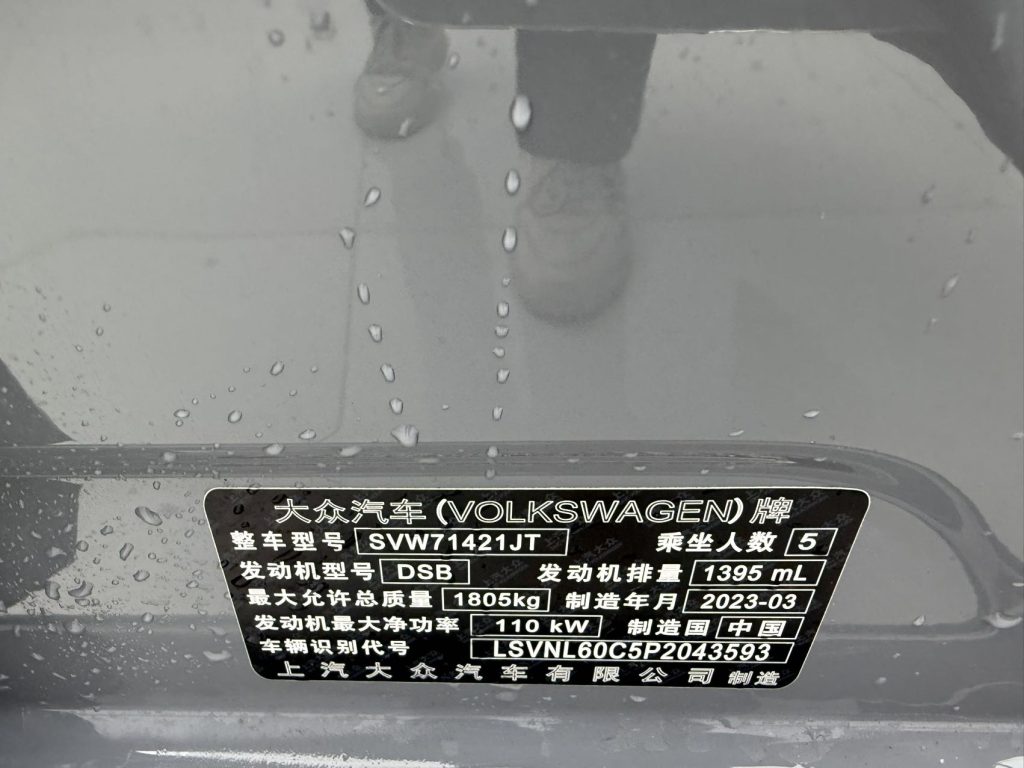 大众汽车(VOLKSWAGEN)牌
整车型号 SVW71421JT 乘坐人数 5
发动机型号 DSB 发动机排量 1395 mL
最大允许总质量 1805kg 制造年月 2023-03
发动机最大净功率 110 kW 制造国 中国
车辆识别代号 LSVNL60C5P2043593
上汽大众汽车有限公司 制造